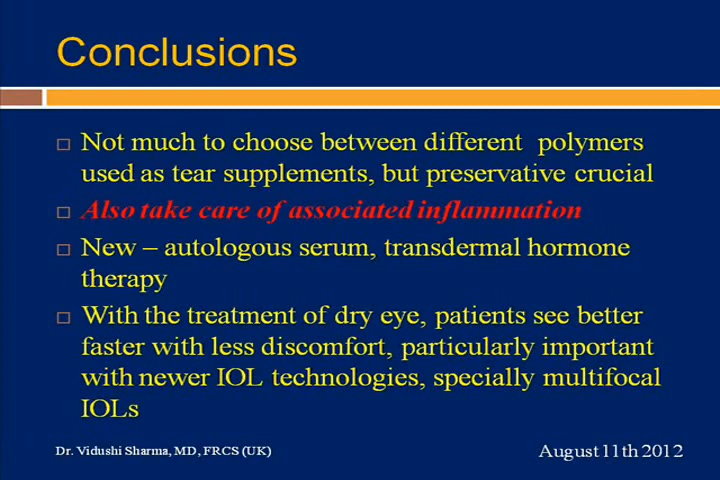 Conclusions
Not much to choose between different polymers
used as tear supplements, but preservative crucial
Also take care of associated inflammation
New – autologous serum, transdermal hormone
therapy
With the treatment of dry eye, patients see better
faster with less discomfort, particularly important
with newer IOL technologies, specially multifocal
IOLs
Dr. Vidushi Sharma, MD, FRCS (UK)
August 11th 2012